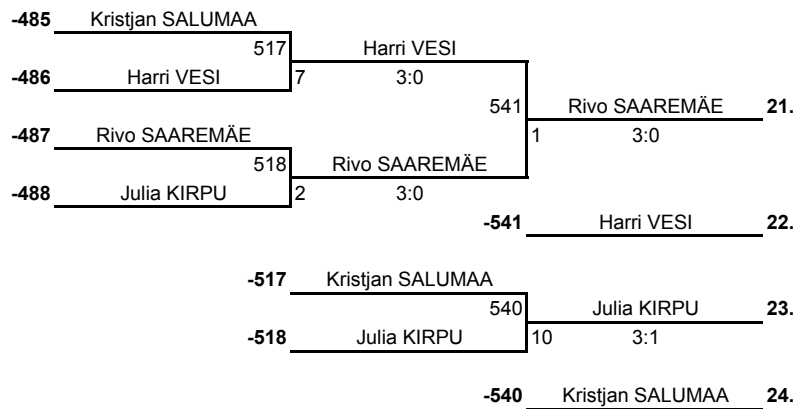 -485 Kristjan SALUMAA
517 Harri VESI
-486 Harri VESI 7 3:0
541 Rivo SAAREMÄE 21.
-487 Rivo SAAREMÄE 1 3:0
518 Rivo SAAREMÄE
-488 Julia KIRPU 2 3:0
-541 Harri VESI 22.
-517 Kristjan SALUMAA
540 Julia KIRPU 23.
-518 Julia KIRPU 10 3:1
-540 Kristjan SALUMAA 24.